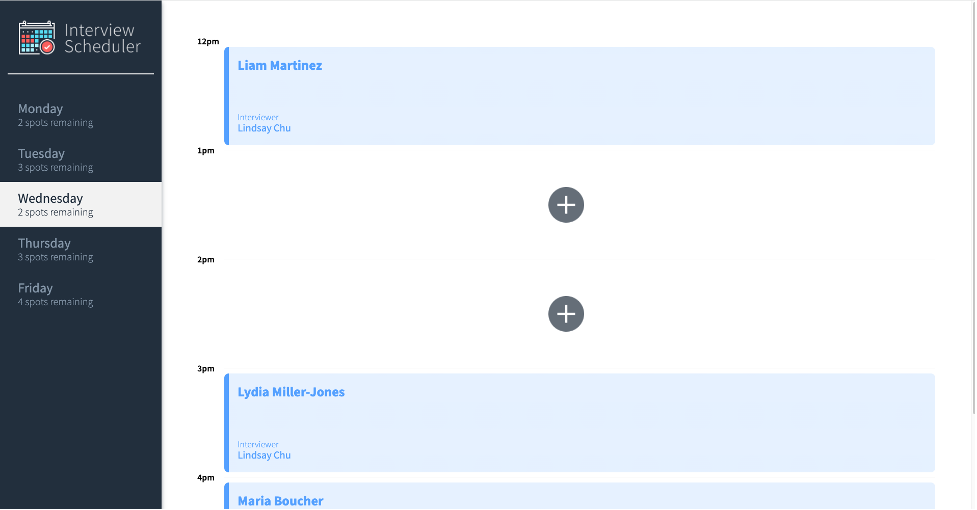 Interview
Scheduler
Monday
2 spots remaining
Tuesday
3 spots remaining
Wednesday
2 spots remaining
Thursday
3 spots remaining
Friday
4 spots remaining
12pm
Liam Martinez
Interviewer
Lindsay Chu
1pm
2pm
3pm
Lydia Miller-Jones
Interviewer
Lindsay Chu
4pm
Maria Boucher